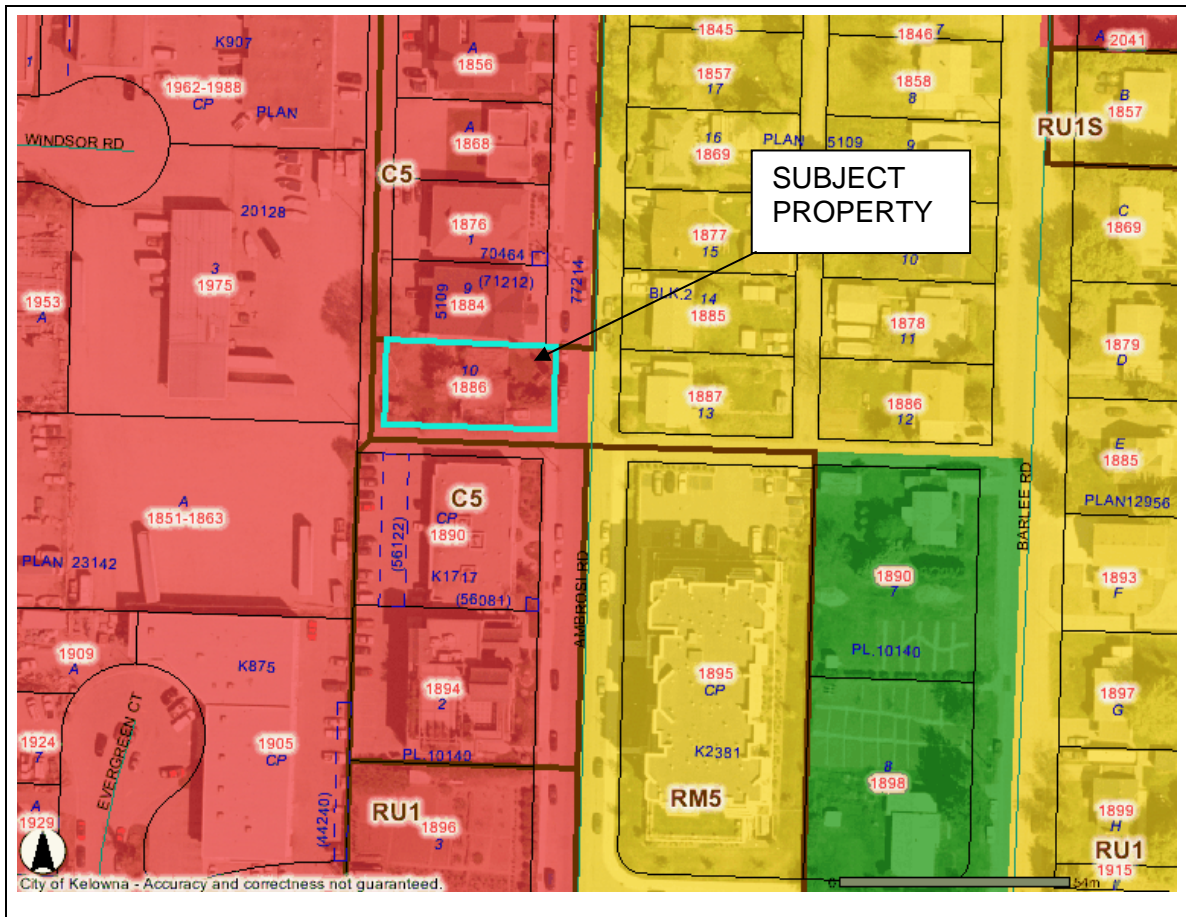 K907
A
1856
1845
1846 7
A 2041
1
1962-1988
CP
PLAN
1857
17
1858
8
B
1857
WINDSOR RD
A
1868
16
1869
PLAN 5109
9
RU1S
C5
SUBJECT
PROPERTY
20128
1876
1
70464
1877
15
10
C
1869
3
1975
1953
A
5109
9 (71212)
1884
77214
BLK.2 14
1885
1878
11
1879
D
10
1886
1887
13
1886
12
E
1885
C5
PLAN12956
A
1851-1863
CP
1890
(56122)
BARLEE RD
PLAN 23142
K1717
(56081)
AMBROSI RD
1890
7
1893
F
1909
A
K875
PL.10140
1894
2
1895
CP
1897
G
EVERGREEN CT
1924
7
1905
CP
PL.10140
K2381
8
1898
A
1929
(44240)
RU1
1896
3
RM5
1899
H
RU1
1915
City of Kelowna - Accuracy and correctness not guaranteed.
0
54m